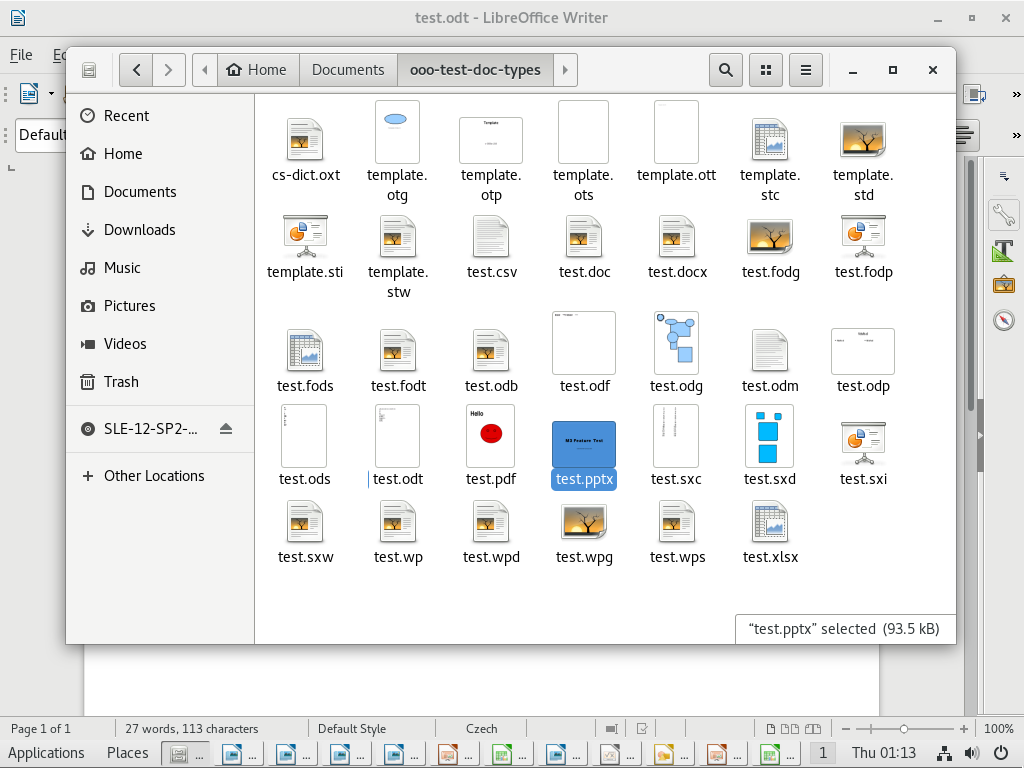 test.odt - LibreOffice Writer
File
Home
Documents
ooo-test-doc-types
Default
Recent
Home
Documents
Downloads
Music
Pictures
Videos
Trash
SLE-12-SP2-...
Other Locations
cs-dict.oxt
template.
otg
Template
template.
otp
template.
ots
template.ott
template.
stc
template.
std
template.sti
template.
stw
test.csv
test.doc
test.docx
test.fodg
test.fodp
test.fods
test.fodt
test.odb
test.odf
test.odg
test.odm
test.odp
test.ods
test.odt
Hello
test.pdf
M3 Feature Test
test.pptx
test.sxc
test.sxd
test.sxi
test.sxw
test.wp
test.wpd
test.wpg
test.wps
test.xlsx
“test.pptx” selected (93.5 kB)
Page 1 of 1
27 words, 113 characters
Default Style
Czech
100%
Applications
Places
...
...
...
...
...
...
...
...
...
...
...
...
1
Thu 01:13